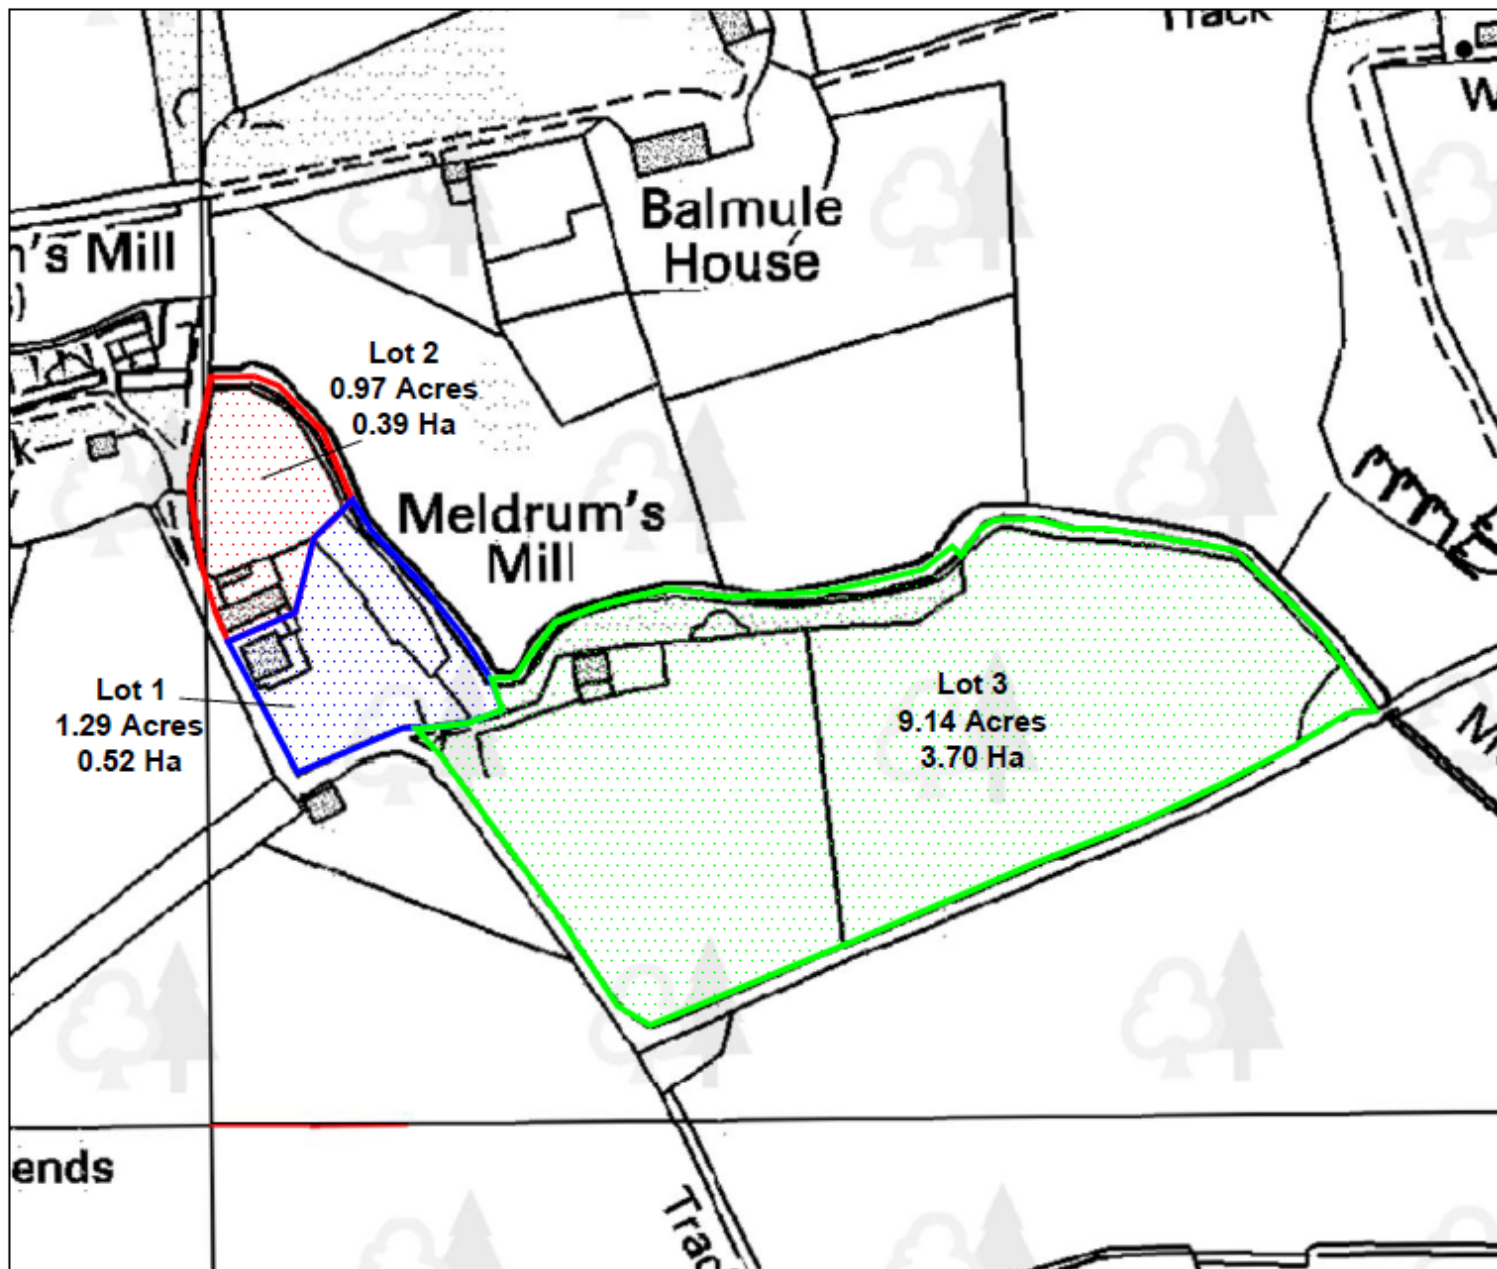 Track
W
Balmule
House
n's Mill
Lot 2
0.97 Acres
0.39 Ha
k
Meldrum's
Mill
Lot 1
1.29 Acres
0.52 Ha
Lot 3
9.14 Acres
3.70 Ha
M
ends
Trac